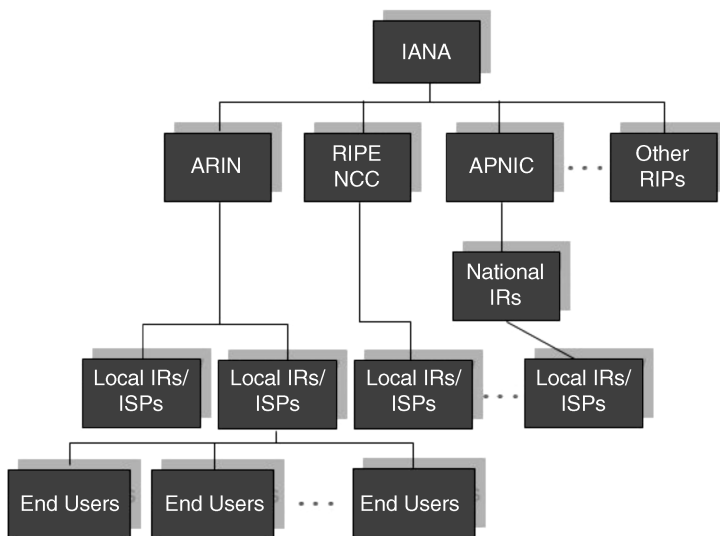 IANA
ARIN
RIPE
NCC
APNIC
Other
RIPs
National
IRs
Local IRs/
ISPs
Local IRs/
ISPs
Local IRs/
ISPs
Local IRs/
ISPs
End Users
End Users
End Users